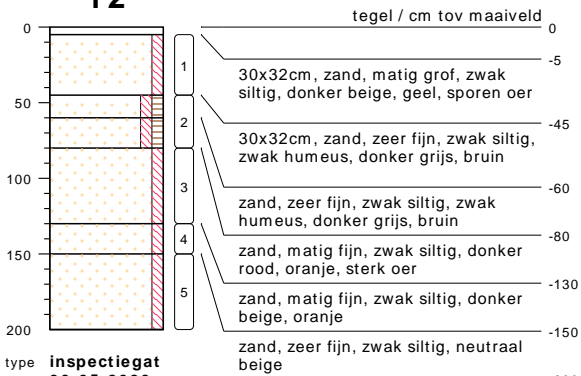 12
tegel / cm tov maaiveld
0
0
-5
1
30x32cm, zand, matig grof, zwak
siltig, donker beige, geel, sporen oer
50
-45
2
30x32cm, zand, zeer fijn, zwak siltig,
zwak humeus, donker grijs, bruin
100
3
-60
zand, zeer fijn, zwak siltig, zwak
humeus, donker grijs, bruin
-80
4
zand, matig fijn, zwak siltig, donker
rood, oranje, sterk oer
150
-130
5
zand, matig fijn, zwak siltig, donker
beige, oranje
200
-150
zand, zeer fijn, zwak siltig, neutraal
beige
type inspectiegat